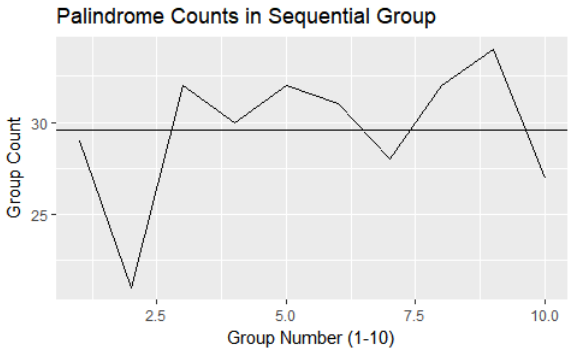 Palindrome Counts in Sequential Group
Group Count
30
25
2.5 5.0 7.5 10.0
Group Number (1-10)